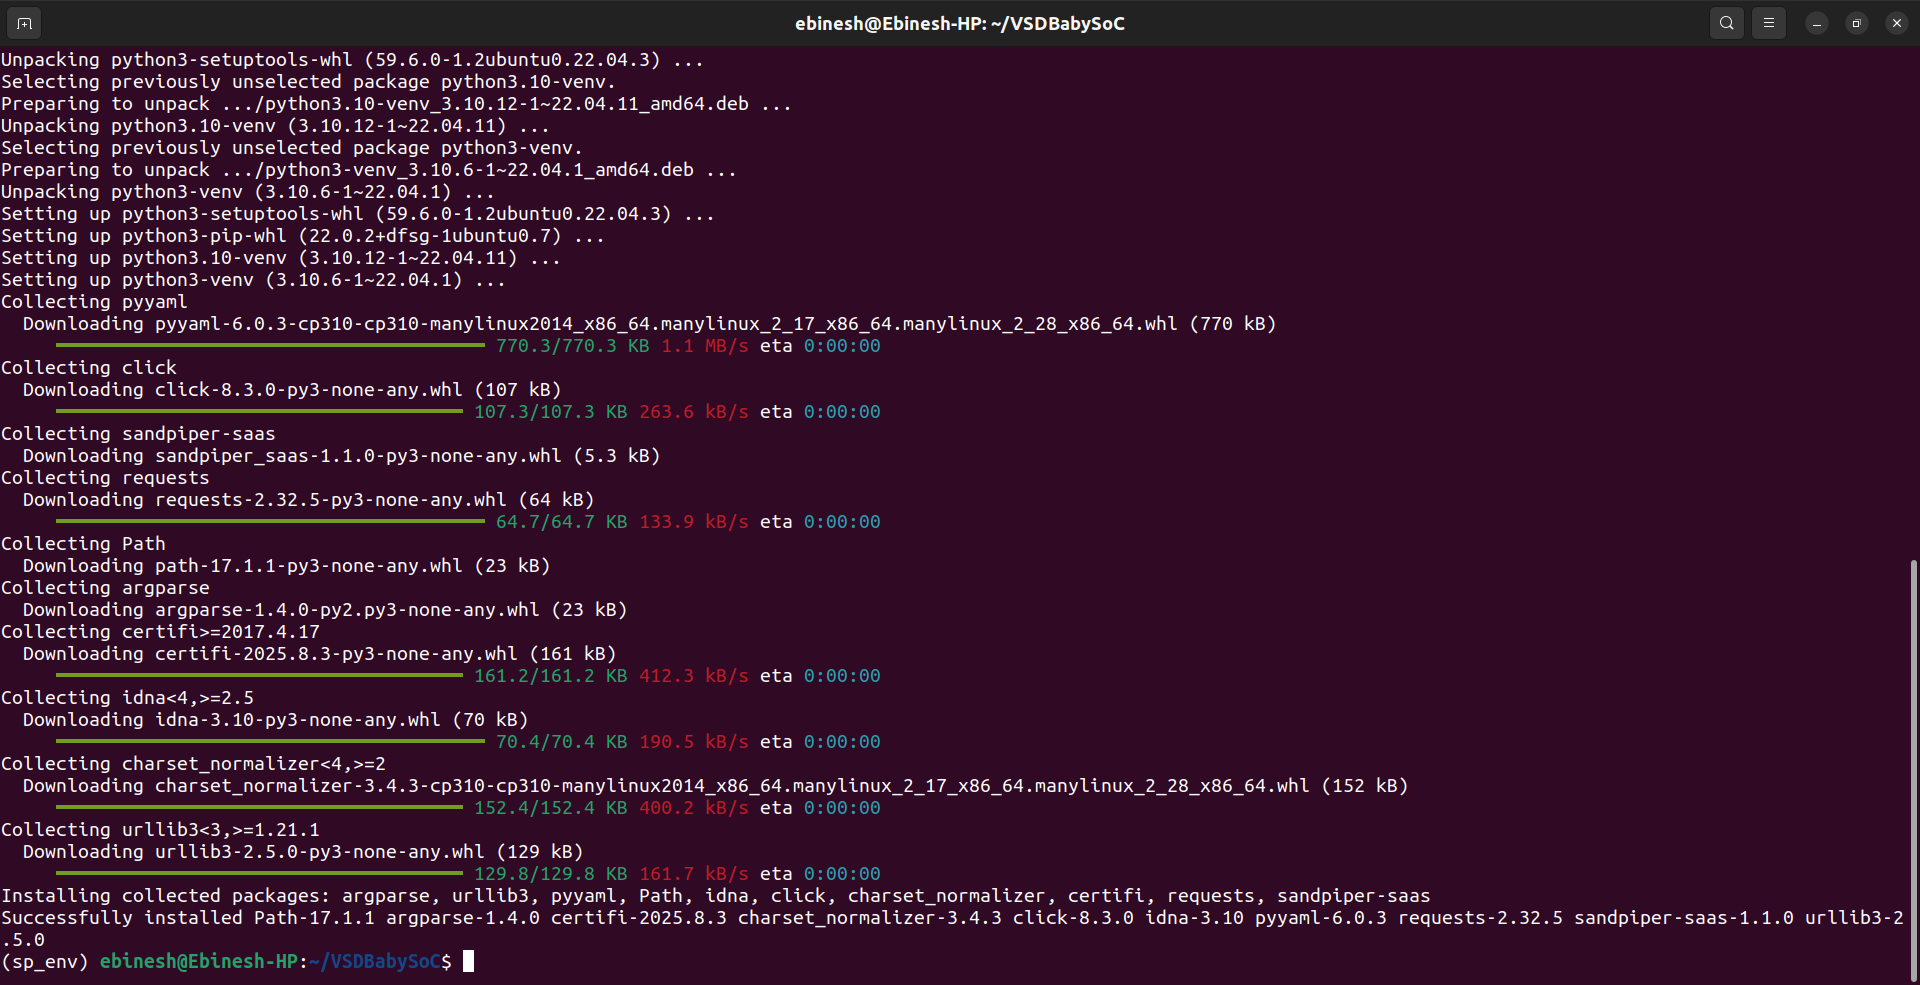 ebinesh@Ebinesh-HP: ~/VSDBabySoC
Unpacking python3-setuptools-whl (59.6.0-1.2ubuntu0.22.04.3) ...
Selecting previously unselected package python3.10-venv.
Preparing to unpack .../python3.10-venv_3.10.12-1~22.04.11_amd64.deb ...
Unpacking python3.10-venv (3.10.12-1~22.04.11) ...
Selecting previously unselected package python3-venv.
Preparing to unpack .../python3-venv_3.10.6-1~22.04.1_amd64.deb ...
Unpacking python3-venv (3.10.6-1~22.04.1) ...
Setting up python3-setuptools-whl (59.6.0-1.2ubuntu0.22.04.3) ...
Setting up python3-pip-whl (22.0.2+dfsg-1ubuntu0.7) ...
Setting up python3.10-venv (3.10.12-1~22.04.11) ...
Setting up python3-venv (3.10.6-1~22.04.1) ...
Collecting pyyaml
  Downloading pyyaml-6.0.3-cp310-cp310-manylinux2014_x86_64.manylinux_2_17_x86_64.manylinux_2_28_x86_64.whl (770 kB)
770.3/770.3 KB 1.1 MB/s eta 0:00:00
Collecting click
  Downloading click-8.3.0-py3-none-any.whl (107 kB)
107.3/107.3 KB 263.6 kB/s eta 0:00:00
Collecting sandpiper-saas
  Downloading sandpiper_saas-1.1.0-py3-none-any.whl (5.3 kB)
Collecting requests
  Downloading requests-2.32.5-py3-none-any.whl (64 kB)
64.7/64.7 KB 133.9 kB/s eta 0:00:00
Collecting Path
  Downloading path-17.1.1-py3-none-any.whl (23 kB)
Collecting argparse
  Downloading argparse-1.4.0-py2.py3-none-any.whl (23 kB)
Collecting certifi>=2017.4.17
  Downloading certifi-2025.8.3-py3-none-any.whl (161 kB)
161.2/161.2 KB 412.3 kB/s eta 0:00:00
Collecting idna<4,>=2.5
  Downloading idna-3.10-py3-none-any.whl (70 kB)
70.4/70.4 KB 190.5 kB/s eta 0:00:00
Collecting charset_normalizer<4,>=2
  Downloading charset_normalizer-3.4.3-cp310-cp310-manylinux2014_x86_64.manylinux_2_17_x86_64.manylinux_2_28_x86_64.whl (152 kB)
152.4/152.4 KB 400.2 kB/s eta 0:00:00
Collecting urllib3<3,>=1.21.1
  Downloading urllib3-2.5.0-py3-none-any.whl (129 kB)
129.8/129.8 KB 161.7 kB/s eta 0:00:00
Installing collected packages: argparse, urllib3, pyyaml, Path, idna, click, charset_normalizer, certifi, requests, sandpiper-saas
Successfully installed Path-17.1.1 argparse-1.4.0 certifi-2025.8.3 charset_normalizer-3.4.3 click-8.3.0 idna-3.10 pyyaml-6.0.3 requests-2.32.5 sandpiper-saas-1.1.0 urllib3-2
.5.0
(sp_env) ebinesh@Ebinesh-HP:~/VSDBabySoC$